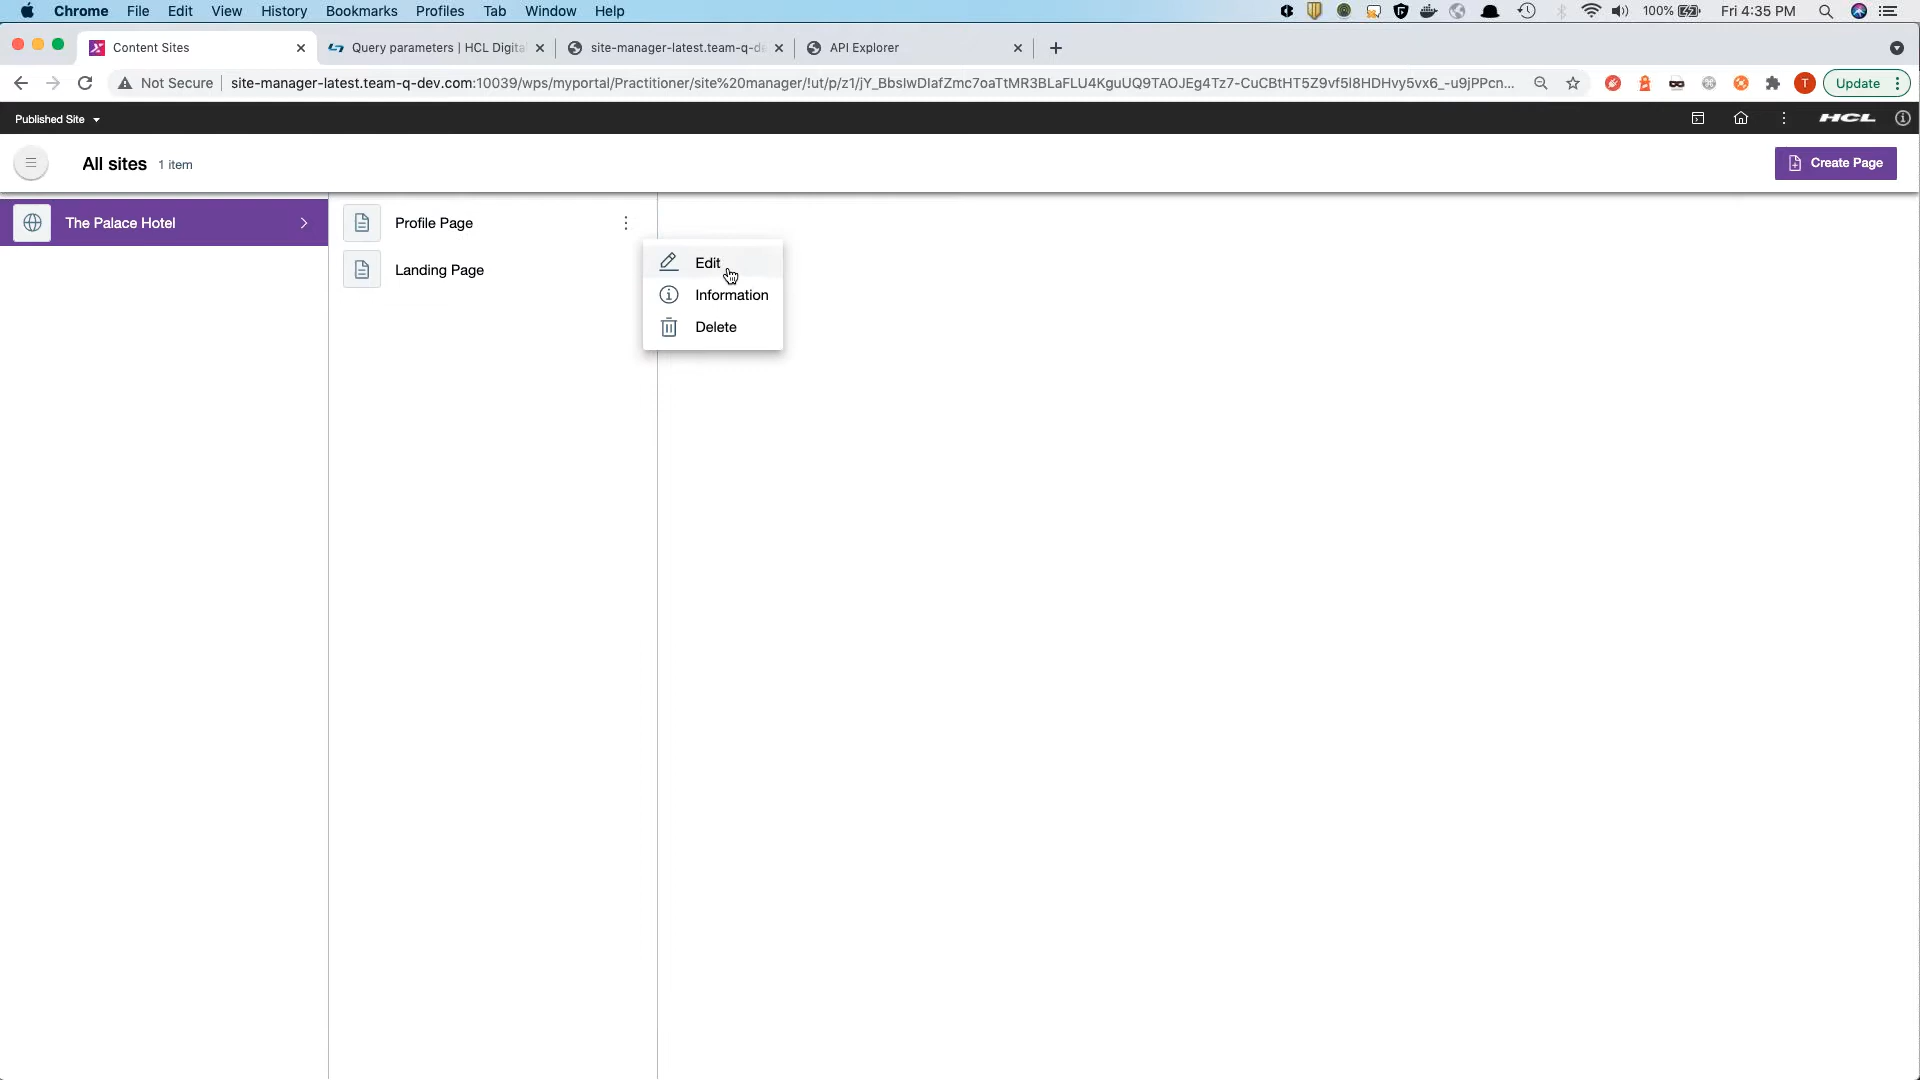 Chrome File Edit View History Bookmarks Profiles Tab Window Help 100% Fri 4:35 PM
Content Sites Query parameters | HCL Digita site-manager-latest.team-q-de API Explorer
Not Secure site-manager-latest.team-q-dev.com:10039/wps/myportal/Practitioner/site%20manager/!ut/p/z1/jY_BbsIwDIafZmc7oaTtMR3BLaFLU4KguUQ9TAOJEg4Tz7-CuCBtHT5Z9vf5l8HDHvy5vx6_-u9jPPcn... T Update
Published Site HCL
All sites 1 item Create Page
The Palace Hotel Profile Page
Edit
Landing Page
Information
Delete